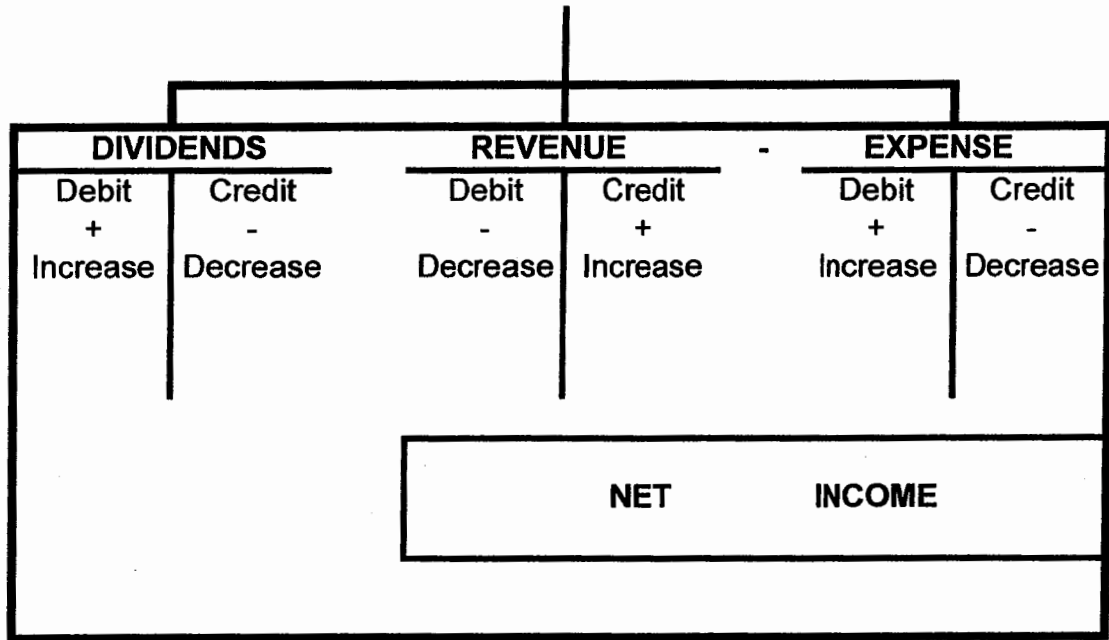 DIVIDENDS REVENUE - EXPENSE
Debit Credit Debit Credit Debit Credit
+ - - + + -
Increase Decrease Decrease Increase Increase Decrease
NET INCOME